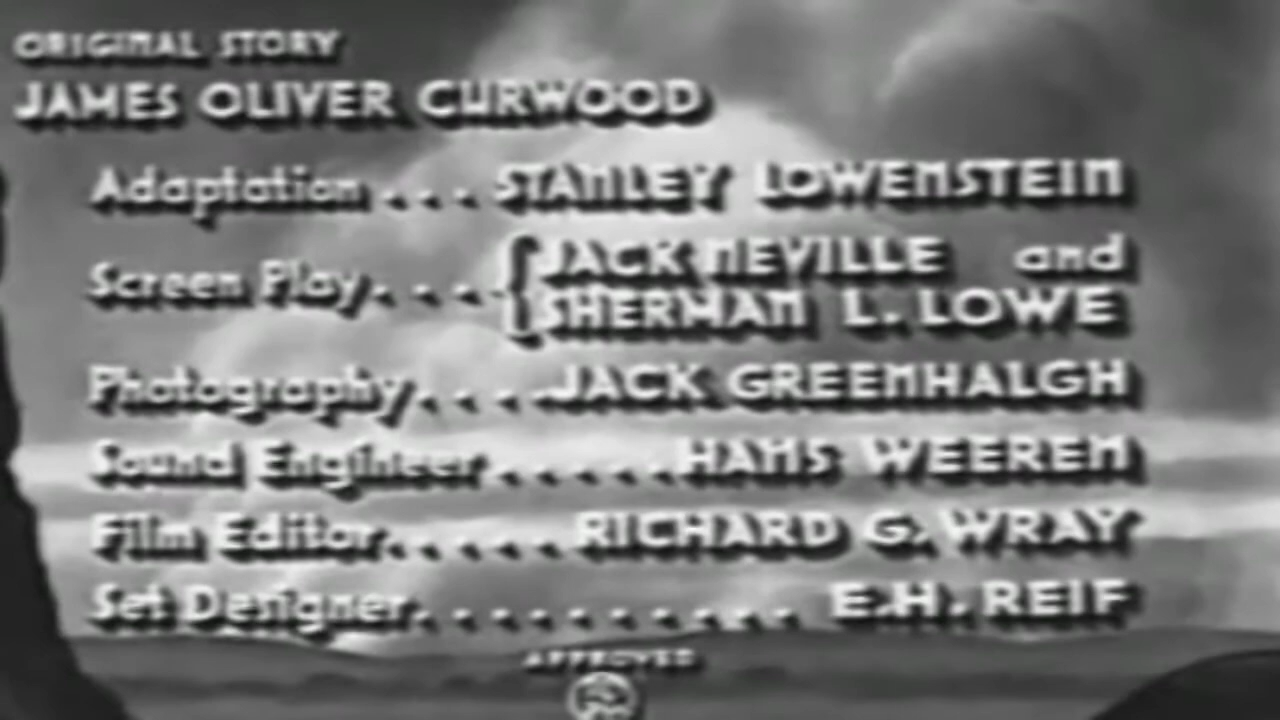 ORIGINAL STORY
JAMES OLIVER CURWOOD
Adaptation . . . STANLEY LOWENSTEIN
Screen Play. . . . { JACK NEVILLE and
SHERMAN L. LOWE
Photography. . . . . JACK GREENHALGH
Sound Engineer . . . . . . HANS WEEREN
Film Editor. . . . . . RICHARD G. WRAY
Set Designer. . . . . . . . . . . E.H. REIF
APPROVED